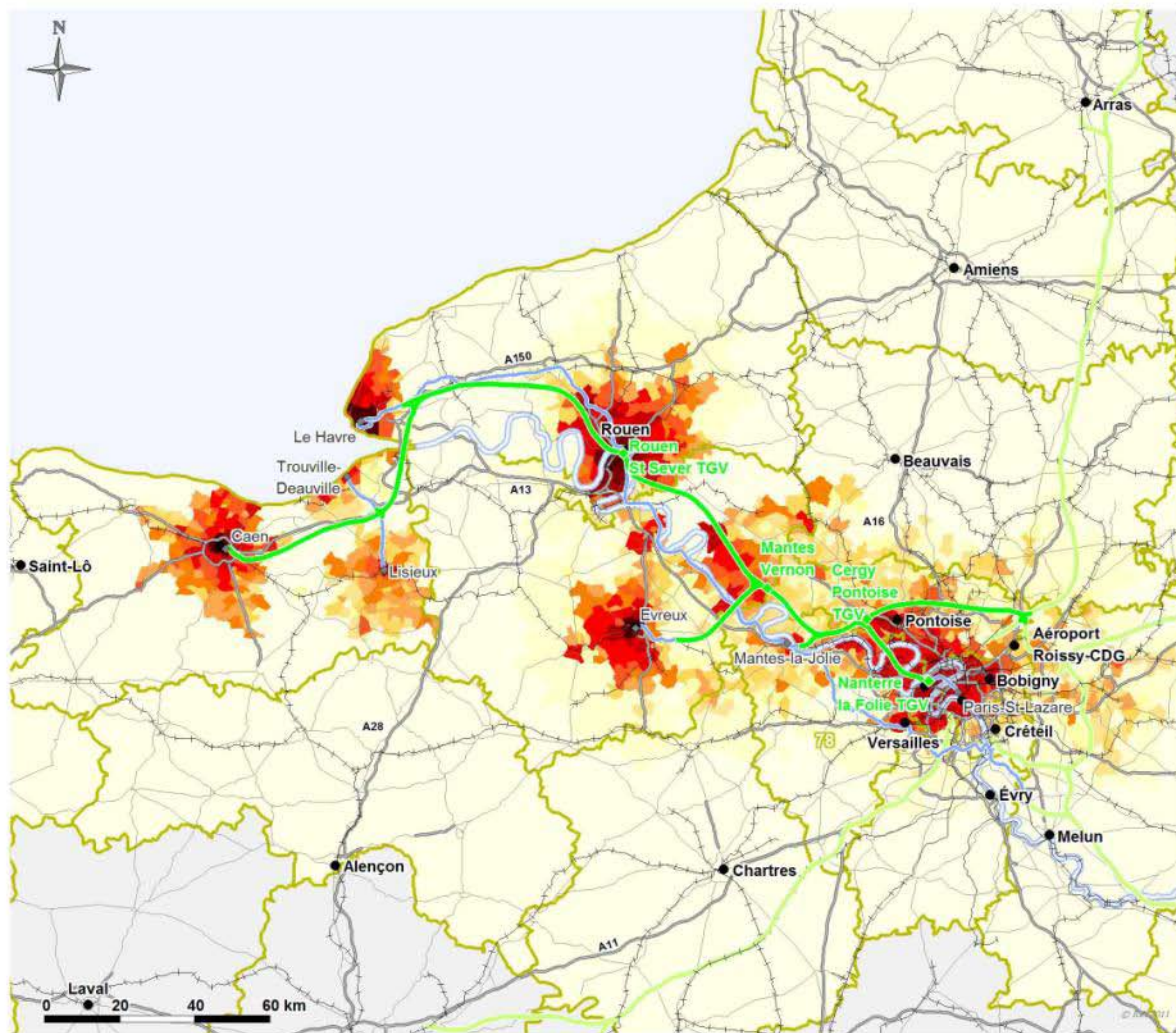 N
Arras
Amiens
A150
Rouen
Le Havre
Rouen
St Sever TGV
Beauvais
Trouville-
Deauville
A13
A16
Caen
Saint-Lô
Lisieux
Mantes
Vernon
Cergy
Pontoise
TGV
Évreux
Pontoise
Aéroport
Roissy-CDG
Mantes-la-Jolie
Nanterre
la Folie TGV
Bobigny
Paris-St-Lazare
A28
78
Versailles
Créteil
Évry
Melun
Alençon
Chartres
A11
Laval
0 20 40 60 km